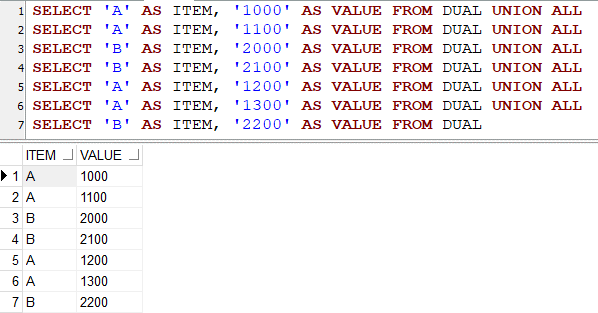 1 SELECT 'A' AS ITEM, '1000' AS VALUE FROM DUAL UNION ALL
2 SELECT 'A' AS ITEM, '1100' AS VALUE FROM DUAL UNION ALL
3 SELECT 'B' AS ITEM, '2000' AS VALUE FROM DUAL UNION ALL
4 SELECT 'B' AS ITEM, '2100' AS VALUE FROM DUAL UNION ALL
5 SELECT 'A' AS ITEM, '1200' AS VALUE FROM DUAL UNION ALL
6 SELECT 'A' AS ITEM, '1300' AS VALUE FROM DUAL UNION ALL
7 SELECT 'B' AS ITEM, '2200' AS VALUE FROM DUAL
ITEM VALUE
1 A 1000
2 A 1100
3 B 2000
4 B 2100
5 A 1200
6 A 1300
7 B 2200